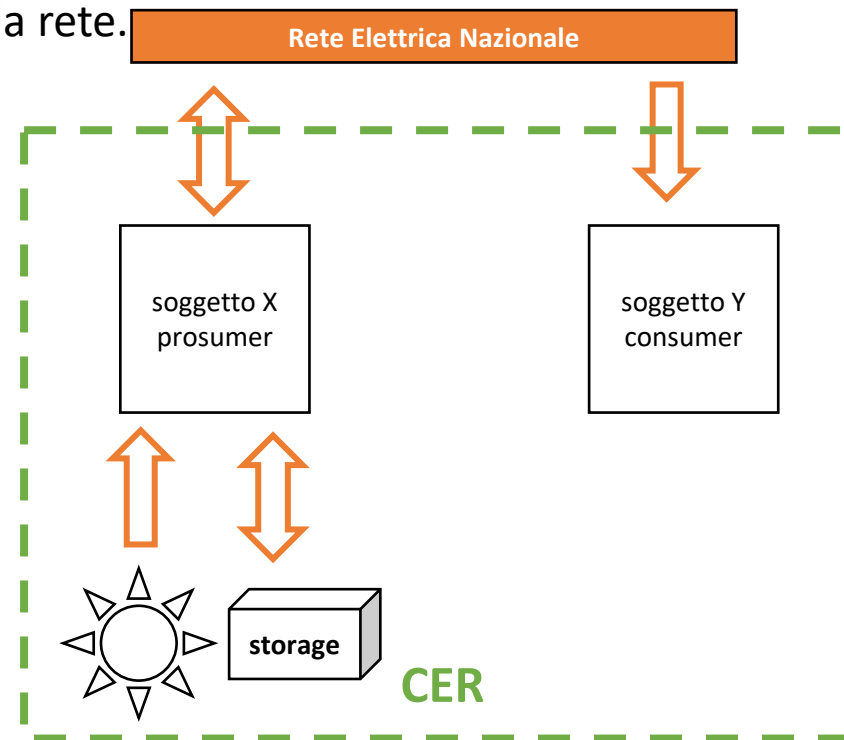 a rete.
Rete Elettrica Nazionale
soggetto X
prosumer
soggetto Y
consumer
storage
CER